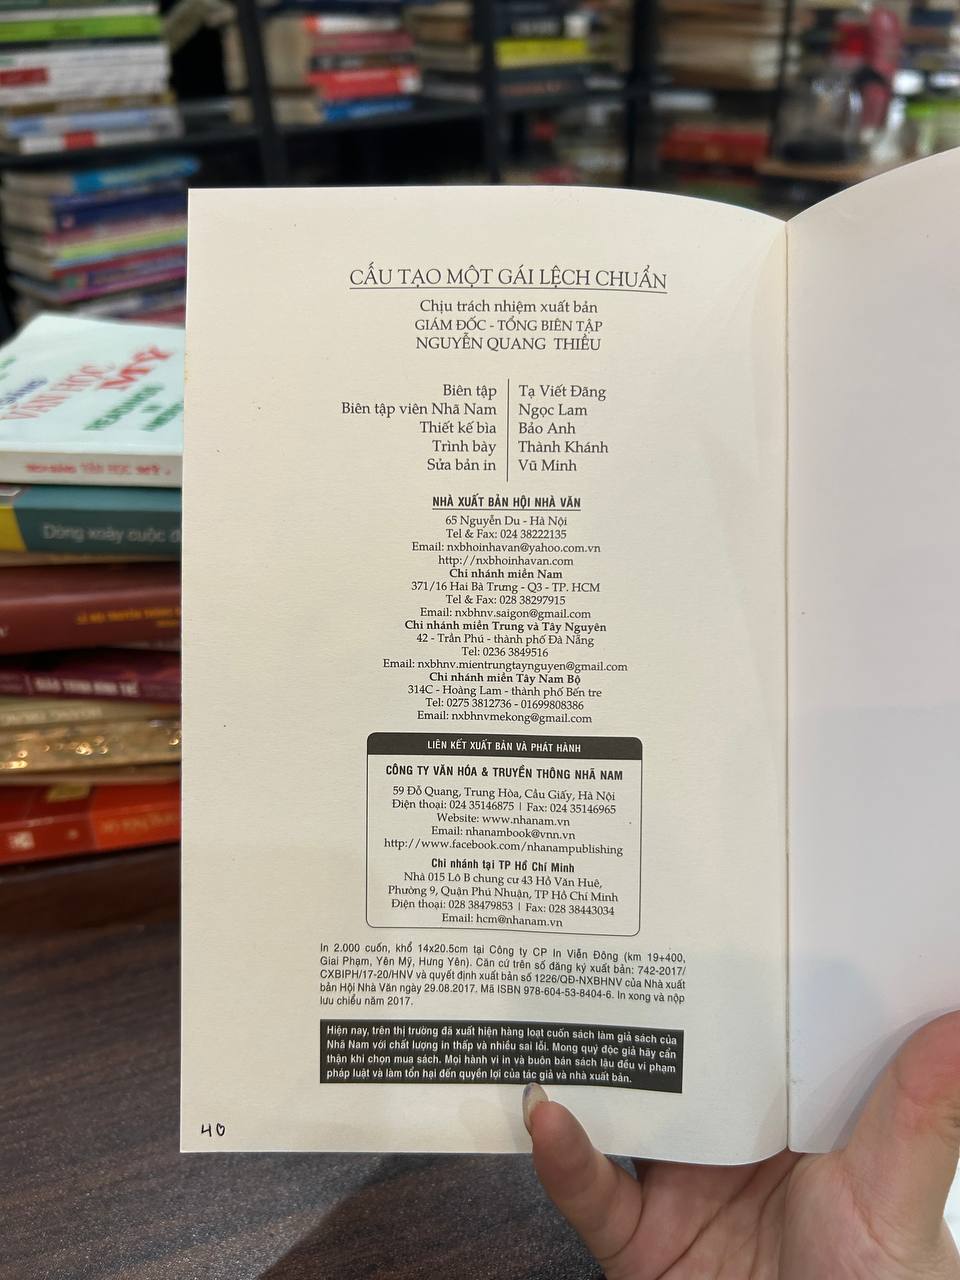 CẤU TẠO MỘT GÁI LỆCH CHUẨN
Chịu trách nhiệm xuất bản
GIÁM ĐỐC - TỔNG BIÊN TẬP
NGUYỄN QUANG THIỀU
Biên tập | Tạ Viết Đãng
Biên tập viên Nhã Nam | Ngọc Lam
Thiết kế bìa | Bảo Anh
Trình bày | Thành Khánh
Sửa bản in | Vũ Minh
NHÀ XUẤT BẢN HỘI NHÀ VĂN
65 Nguyễn Du - Hà Nội
Tel & Fax: 024 38222135
Email: nxbhoinhavan@yahoo.com.vn
http://nxbhoinhavan.com
Chi nhánh miền Nam
371/16 Hai Bà Trưng - Q3 - TP. HCM
Tel & Fax: 028 38297915
Email: nxbhnv.saigon@gmail.com
Chi nhánh miền Trung và Tây Nguyên
42 - Trần Phú - thành phố Đà Nẵng
Tel: 0236 3849516
Email: nxbhnv.mientrungtaynguyen@gmail.com
Chi nhánh miền Tây Nam Bộ
314C - Hoàng Lam - thành phố Bến tre
Tel: 0275 3812736 - 01699808386
Email: nxbhnvmekong@gmail.com
LIÊN KẾT XUẤT BẢN VÀ PHÁT HÀNH
CÔNG TY VĂN HÓA & TRUYỀN THÔNG NHÃ NAM
59 Đỗ Quang, Trung Hòa, Cầu Giấy, Hà Nội
Điện thoại: 024 35146875 | Fax: 024 35146965
Website: www.nhanam.vn
Email: nhanambook@vnn.vn
http://www.facebook.com/nhanampublishing
Chi nhánh tại TP Hồ Chí Minh
Nhà 015 Lô B chung cư 43 Hồ Văn Huê,
Phường 9, Quận Phú Nhuận, TP Hồ Chí Minh
Điện thoại: 028 38479853 | Fax: 028 38443034
Email: hcm@nhanam.vn
In 2.000 cuốn, khổ 14x20.5cm tại Công ty CP In Viễn Đông (km 19+400,
Giai Phạm, Yên Mỹ, Hưng Yên). Căn cứ trên số đăng ký xuất bản: 742-2017/
CXBIPH/17-20/HNV và quyết định xuất bản số 1226/QĐ-NXBHNV của Nhà xuất
bản Hội Nhà Văn ngày 29.08.2017. Mã ISBN 978-604-53-8404-6. In xong và nộp
lưu chiểu năm 2017.
Hiện nay, trên thị trường đã xuất hiện hàng loạt cuốn sách làm giả sách của
Nhã Nam với chất lượng in thấp và nhiều sai lỗi. Mong quý độc giả hãy cẩn
thận khi chọn mua sách. Mọi hành vi in và buôn bán sách lậu đều vi phạm
pháp luật và làm tổn hại đến quyền lợi của tác giả và nhà xuất bản.
40
VĂN HỌC
MỸ
Dòng xoáy cuộc đ